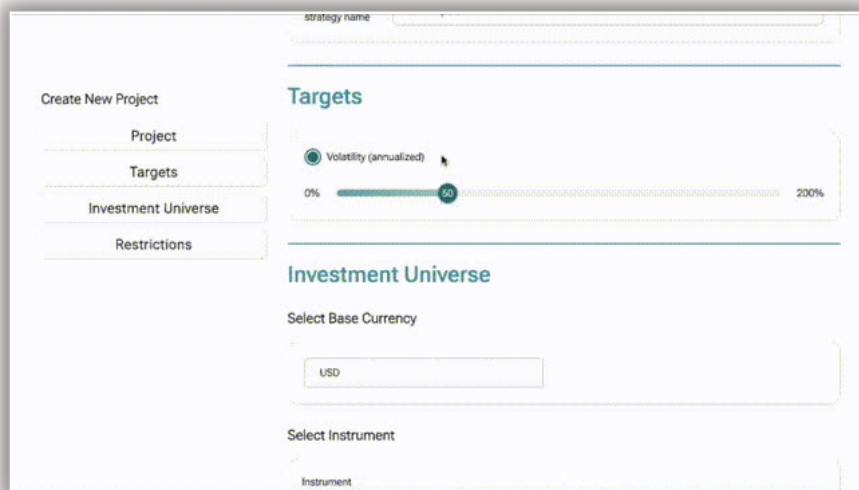 strategy name
Create New Project
Project
Targets
Investment Universe
Restrictions
Targets
Volatility (annualized)
0%
50
200%
Investment Universe
Select Base Currency
USD
Select Instrument
Instrument